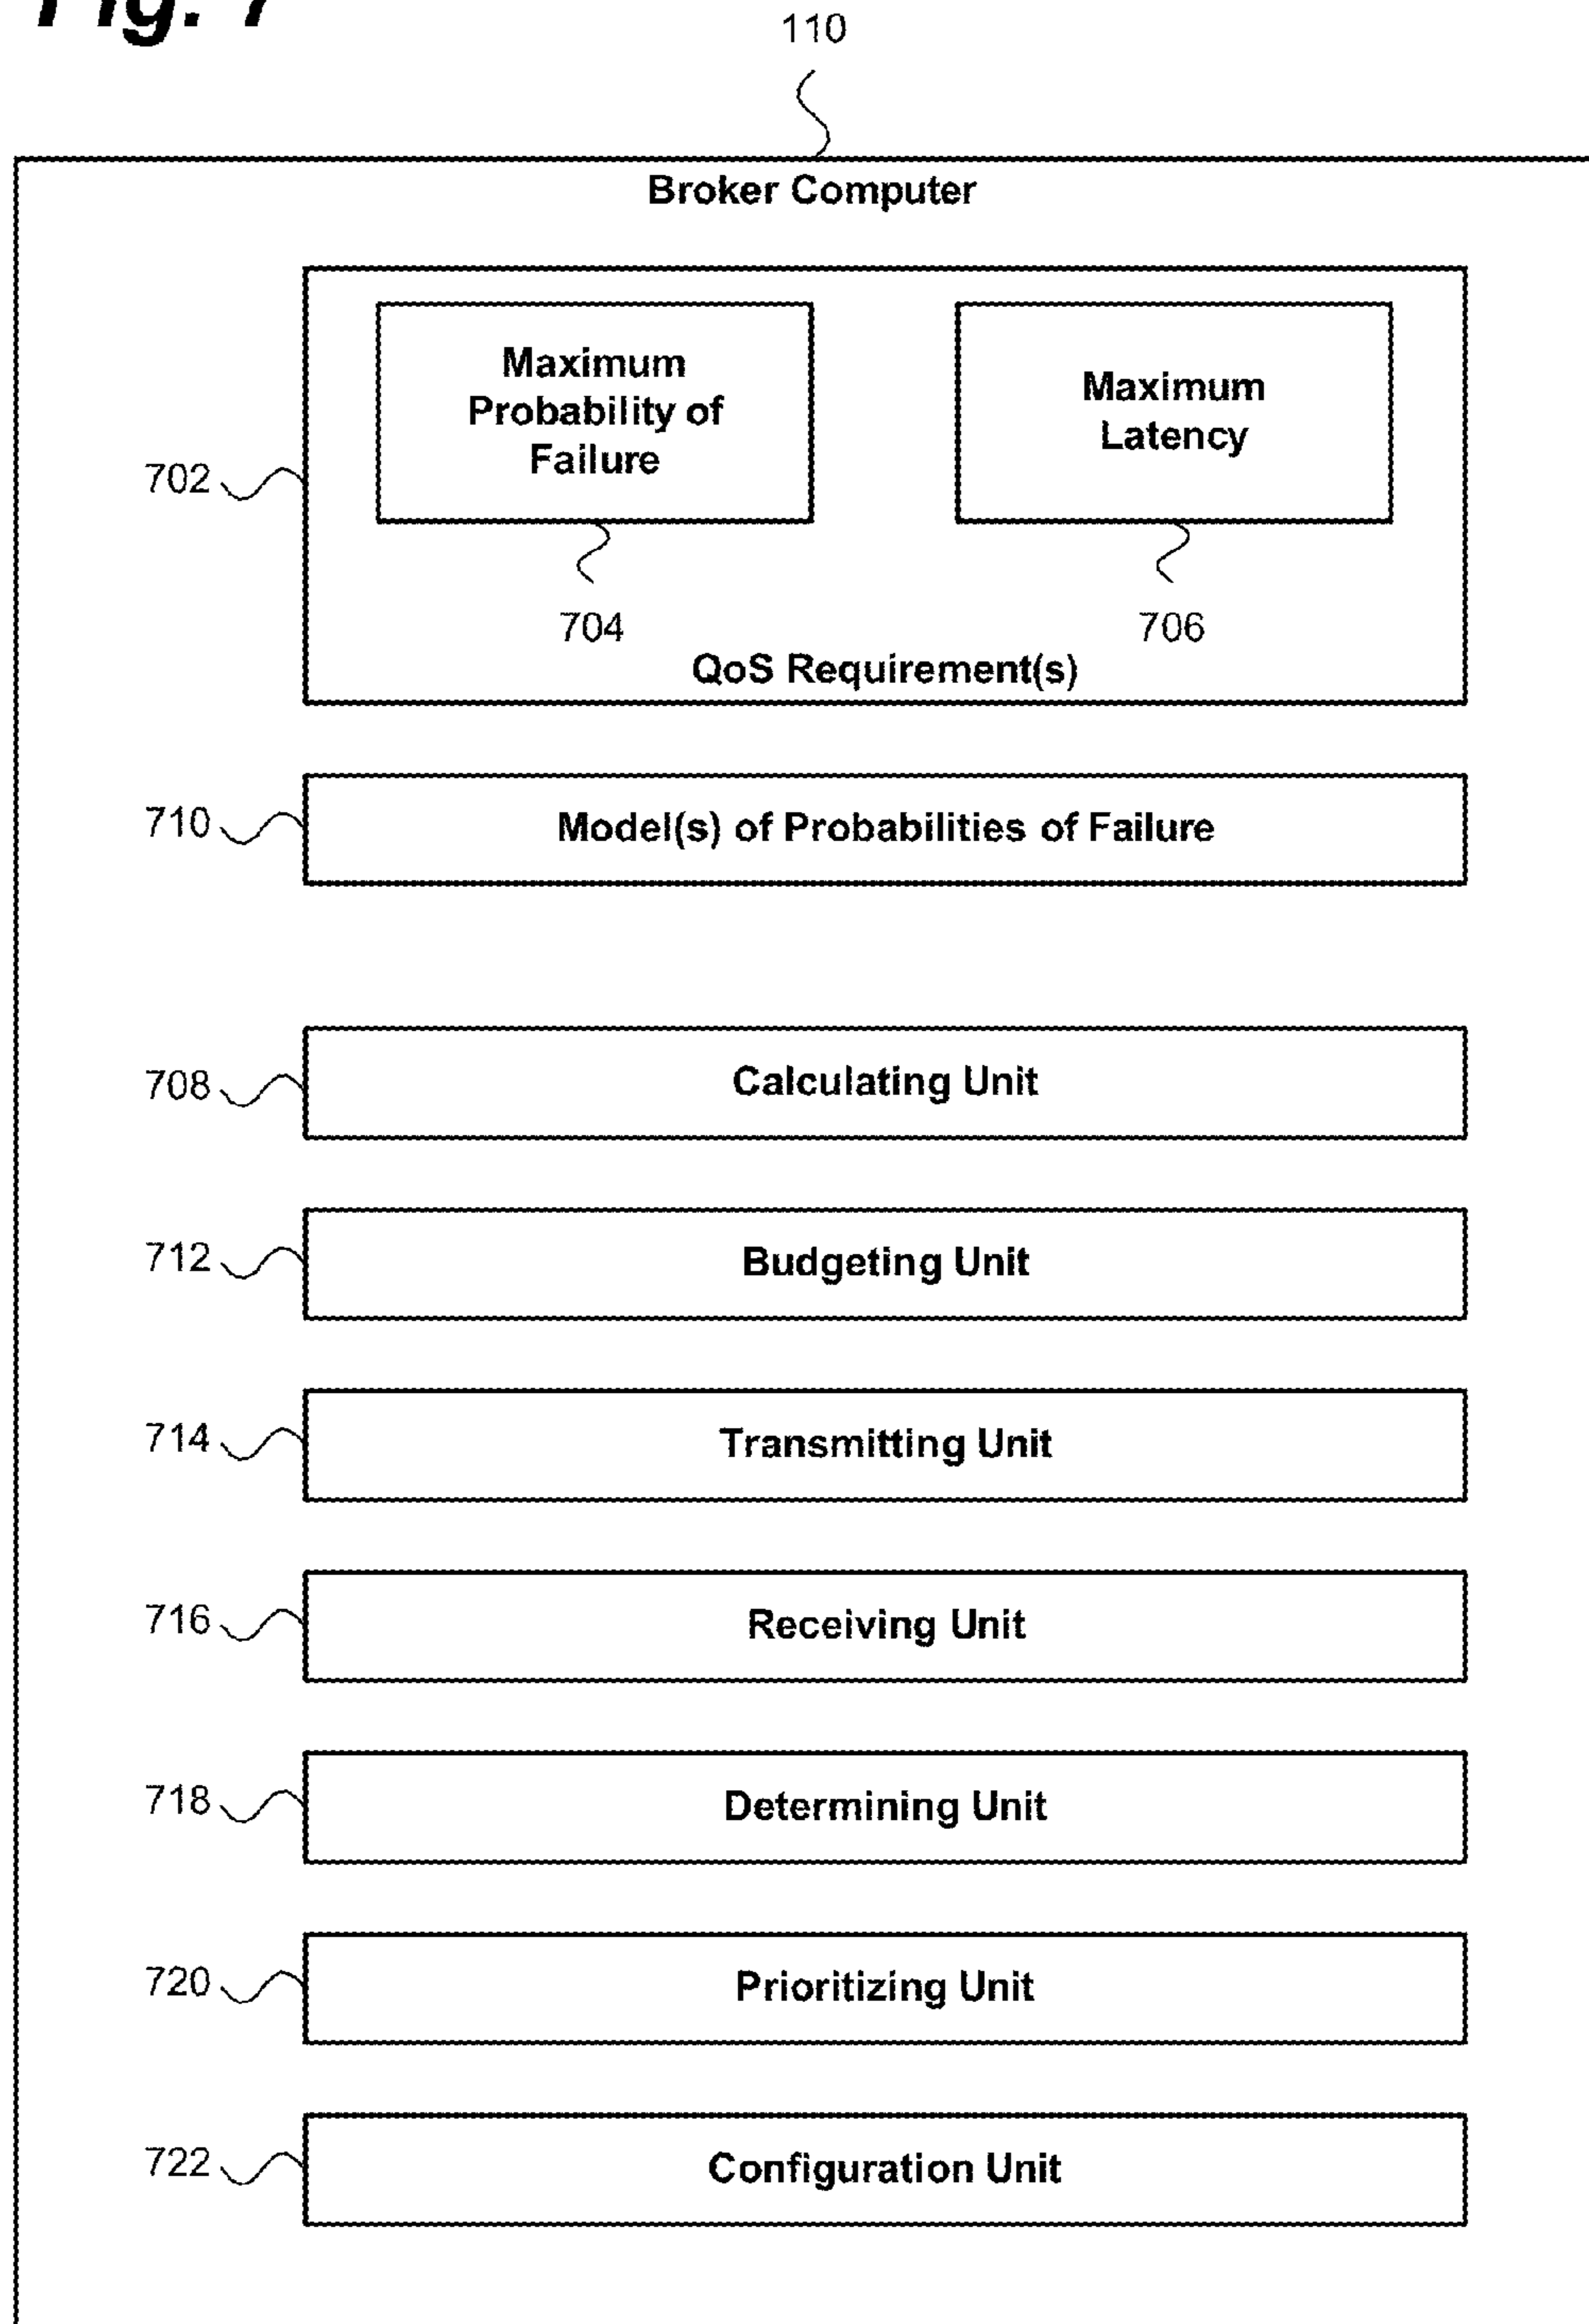 Fig. 7
110
Broker Computer
Maximum
Probability of
Failure
Maximum
Latency
702
704
706
QoS Requirement(s)
710
Model(s) of Probabilities of Failure
708
Calculating Unit
712
Budgeting Unit
714
Transmitting Unit
716
Receiving Unit
718
Determining Unit
720
Prioritizing Unit
722
Configuration Unit